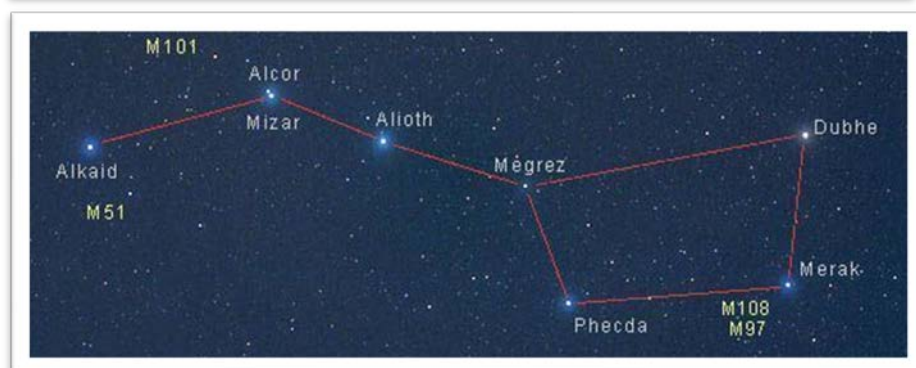 M101
Alcor
Mizar
Alioth
Alkaid
M51
Mégrez
Dubhe
Merak
M108
M97
Phecda